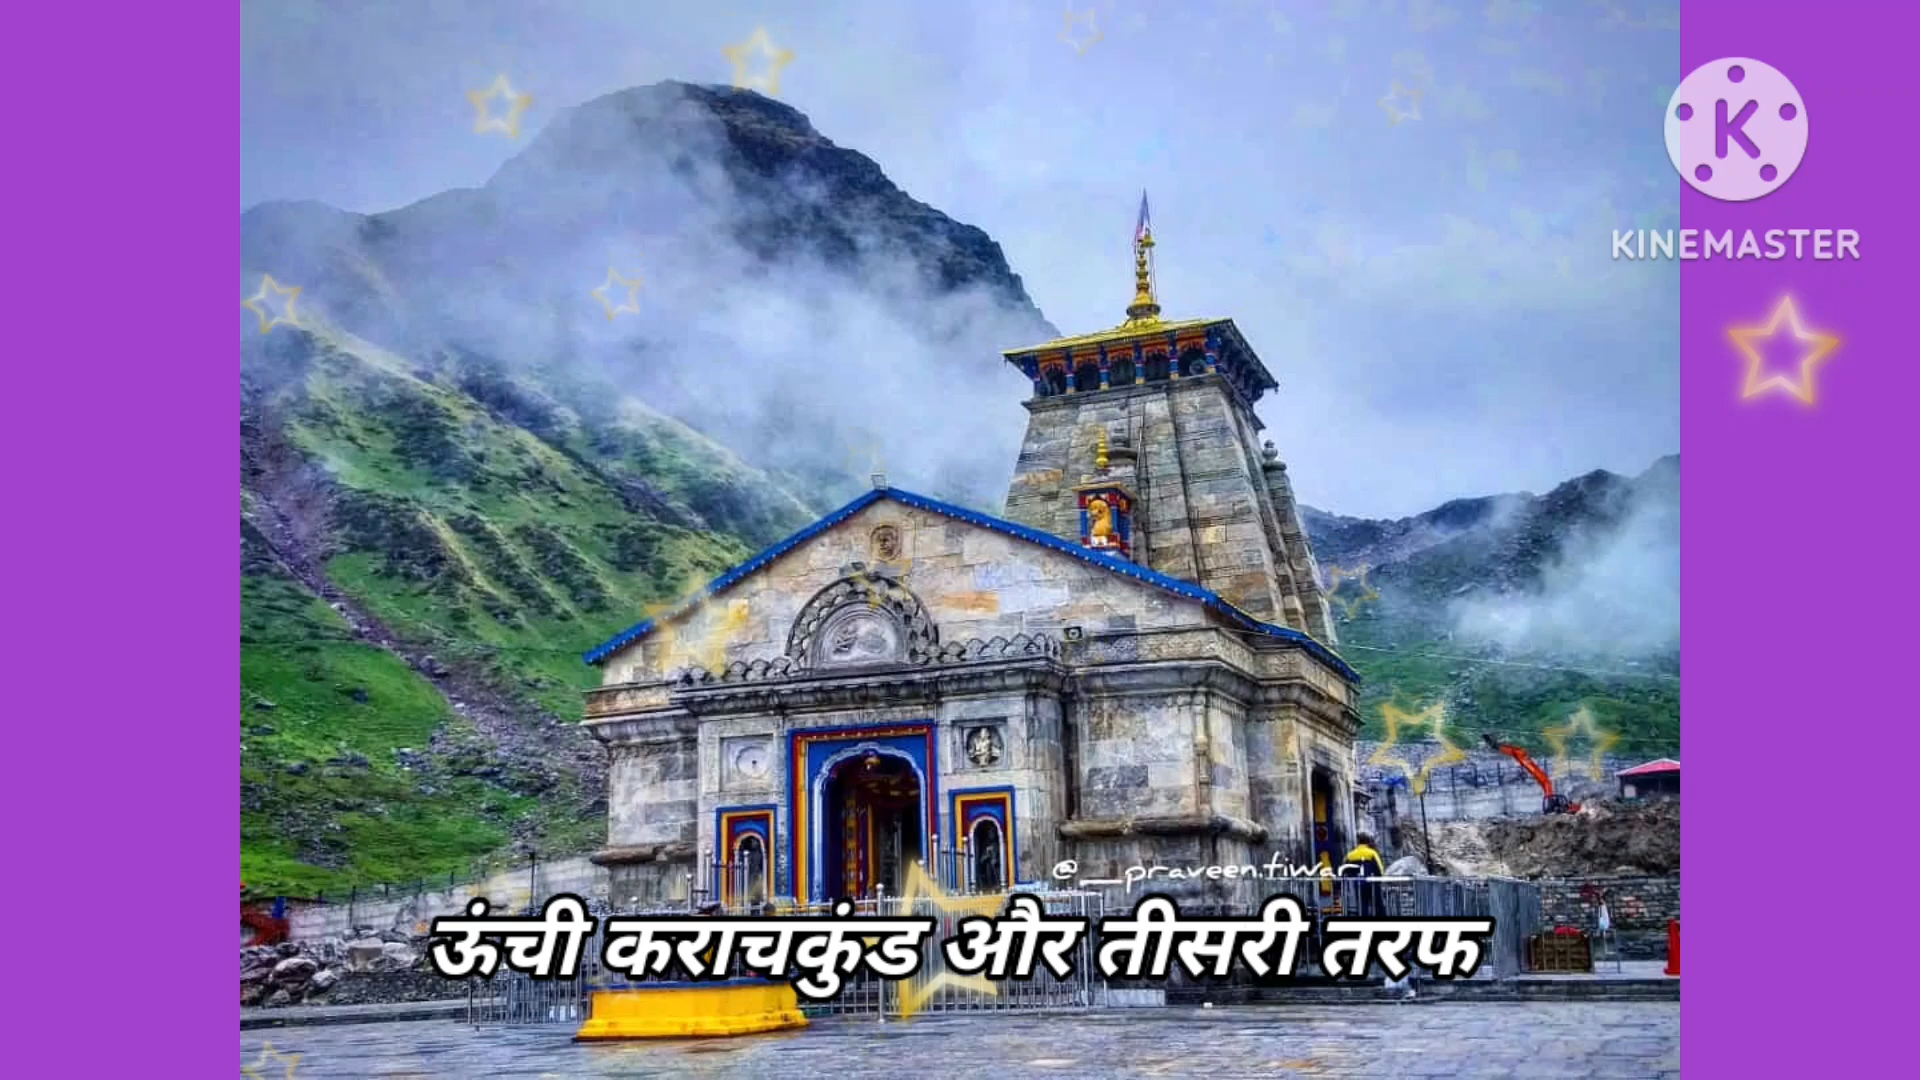 K
KINEMASTER
@__praveen.tiwari__
ऊंची कराचकुंड और तीसरी तरफ